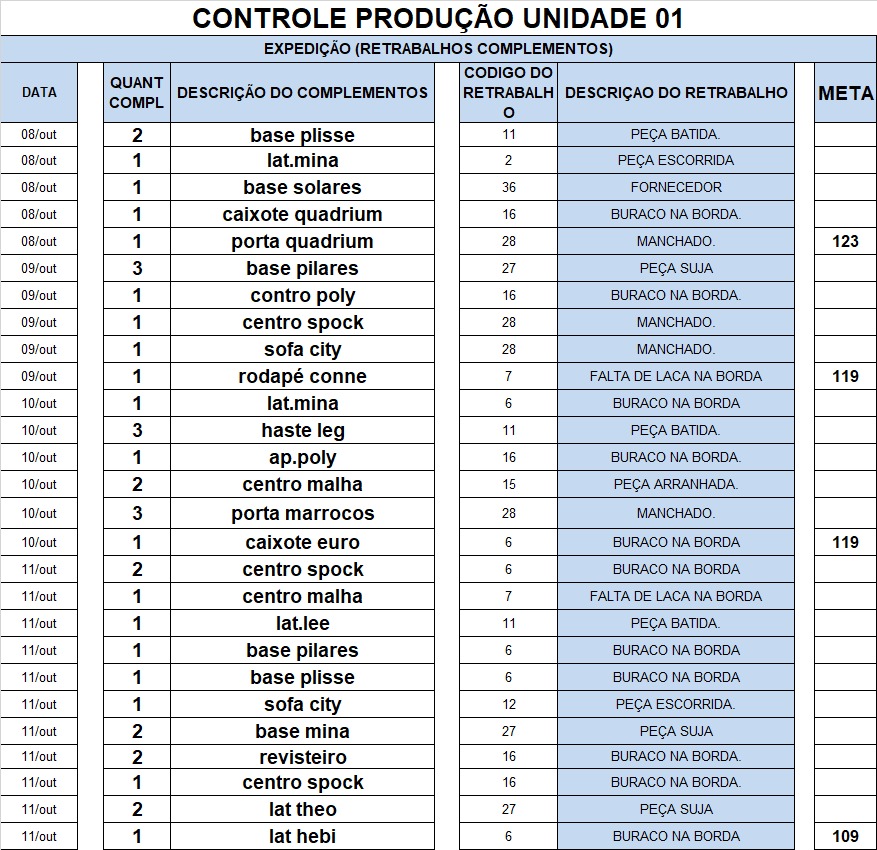 CONTROLE PRODUÇÃO UNIDADE 01
EXPEDIÇÃO (RETRABALHOS COMPLEMENTOS)
DATA QUANT COMPL DESCRIÇÃO DO COMPLEMENTOS CODIGO DO RETRABALHO DESCRIÇAO DO RETRABALHO META
08/out 2 base plisse 11 PEÇA BATIDA.
08/out 1 lat.mina 2 PEÇA ESCORRIDA
08/out 1 base solares 36 FORNECEDOR
08/out 1 caixote quadrium 16 BURACO NA BORDA.
08/out 1 porta quadrium 28 MANCHADO. 123
09/out 3 base pilares 27 PEÇA SUJA
09/out 1 contro poly 16 BURACO NA BORDA.
09/out 1 centro spock 28 MANCHADO.
09/out 1 sofa city 28 MANCHADO.
09/out 1 rodapé conne 7 FALTA DE LACA NA BORDA 119
10/out 1 lat.mina 6 BURACO NA BORDA
10/out 3 haste leg 11 PEÇA BATIDA.
10/out 1 ap.poly 16 BURACO NA BORDA.
10/out 2 centro malha 15 PEÇA ARRANHADA.
10/out 3 porta marrocos 28 MANCHADO.
10/out 1 caixote euro 6 BURACO NA BORDA 119
11/out 2 centro spock 6 BURACO NA BORDA
11/out 1 centro malha 7 FALTA DE LACA NA BORDA
11/out 1 lat.lee 11 PEÇA BATIDA.
11/out 1 base pilares 6 BURACO NA BORDA
11/out 1 base plisse 6 BURACO NA BORDA
11/out 1 sofa city 12 PEÇA ESCORRIDA.
11/out 2 base mina 27 PEÇA SUJA
11/out 2 revisteiro 16 BURACO NA BORDA.
11/out 1 centro spock 16 BURACO NA BORDA.
11/out 2 lat theo 27 PEÇA SUJA
11/out 1 lat hebi 6 BURACO NA BORDA 109